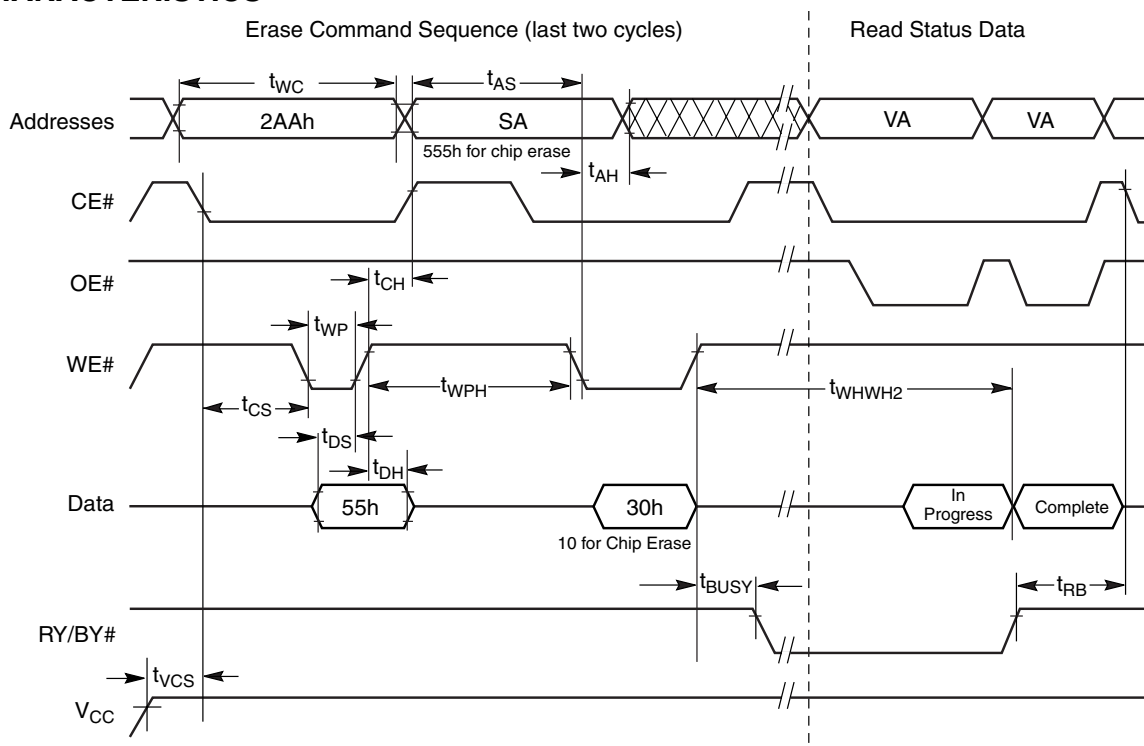 Erase Command Sequence (last two cycles) Read Status Data
tWC tAS
Addresses 2AAh SA VA VA
555h for chip erase
tAH
CE#
tCH
OE#
tWP
WE#
tWPH tWHWH2
tCS
tDS
tDH
Data 55h 30h In Progress Complete
10 for Chip Erase
tBUSY tRB
RY/BY#
tVCS
VCC